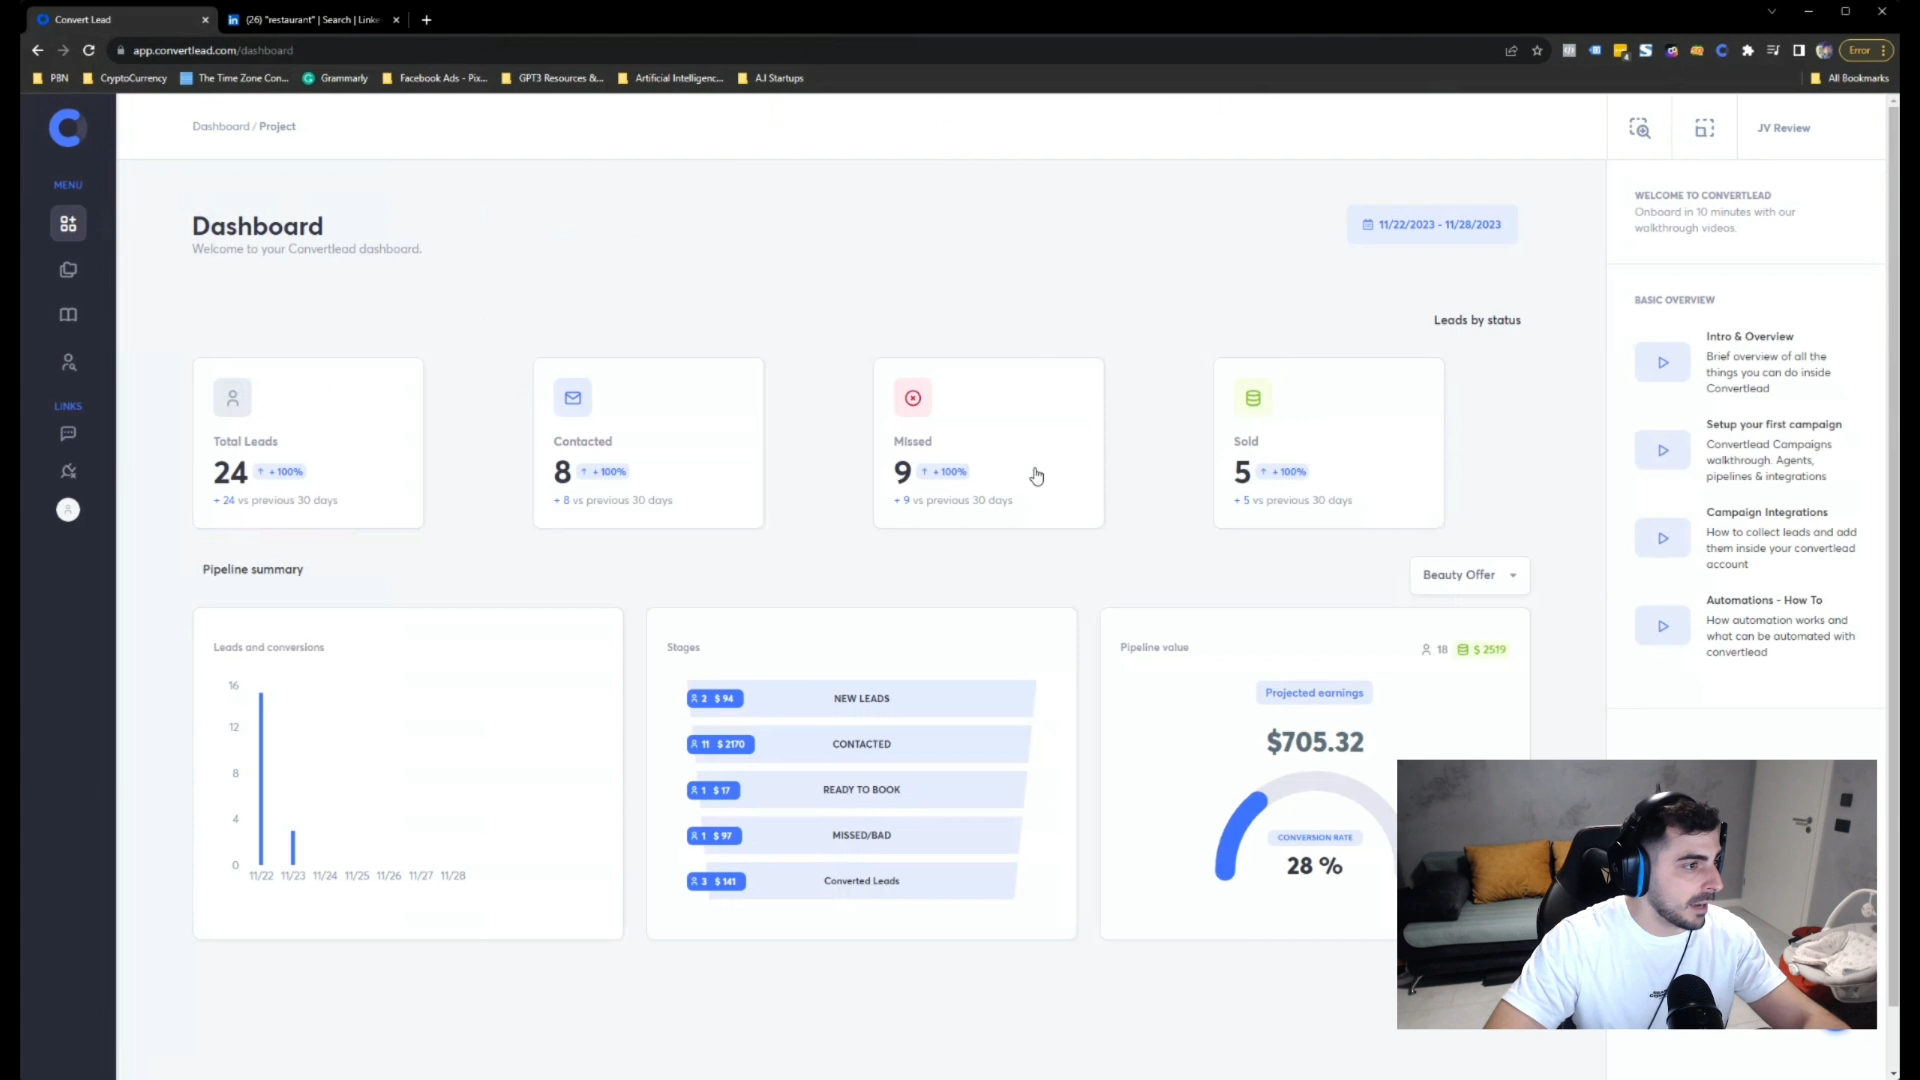 Convert Lead
(26) "restaurant" | Search | Linke
app.convertlead.com/dashboard
Error
PBN
CryptoCurrency
The Time Zone Con...
Grammarly
Facebook Ads - Pix...
GPT3 Resources &...
Artificial Intelligenc...
A.I Startups
All Bookmarks
Dashboard / Project
JV Review
MENU
LINKS
Dashboard
Welcome to your Convertlead dashboard.
11/22/2023 - 11/28/2023
Leads by status
Total Leads
24 ↑ + 100%
+ 24 vs previous 30 days
Contacted
8 ↑ + 100%
+ 8 vs previous 30 days
Missed
9 ↑ + 100%
+ 9 vs previous 30 days
Sold
5 ↑ + 100%
+ 5 vs previous 30 days
Pipeline summary
Beauty Offer
Leads and conversions
16
12
8
4
0
11/22 11/23 11/24 11/25 11/26 11/27 11/28
Stages
2 $ 94 NEW LEADS
11 $ 2170 CONTACTED
1 $ 17 READY TO BOOK
1 $ 97 MISSED/BAD
3 $ 141 Converted Leads
Pipeline value
18 $ 2519
Projected earnings
$705.32
CONVERSION RATE
28 %
WELCOME TO CONVERTLEAD
Onboard in 10 minutes with our
walkthrough videos.
BASIC OVERVIEW
Intro & Overview
Brief overview of all the
things you can do inside
Convertlead
Setup your first campaign
Convertlead Campaigns
walkthrough. Agents,
pipelines & integrations
Campaign Integrations
How to collect leads and add
them inside your convertlead
account
Automations - How To
How automation works and
what can be automated with
convertlead